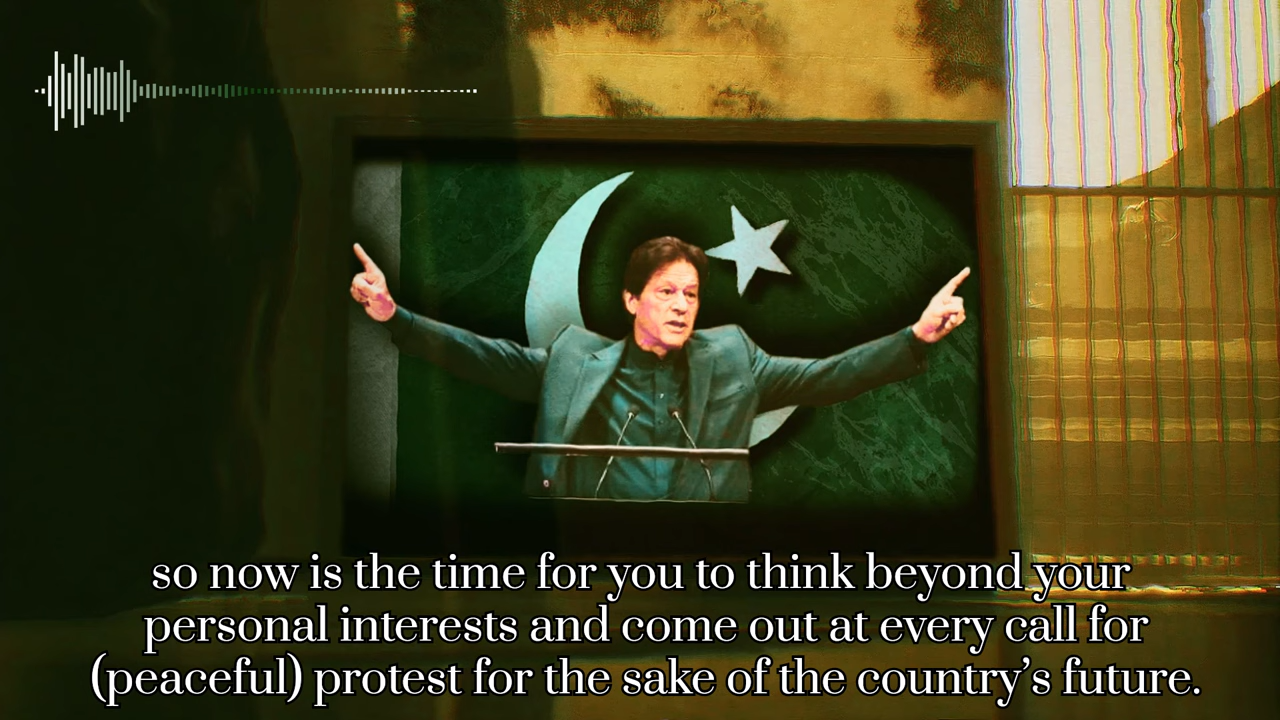 so now is the time for you to think beyond your
personal interests and come out at every call for
(peaceful) protest for the sake of the country’s future.